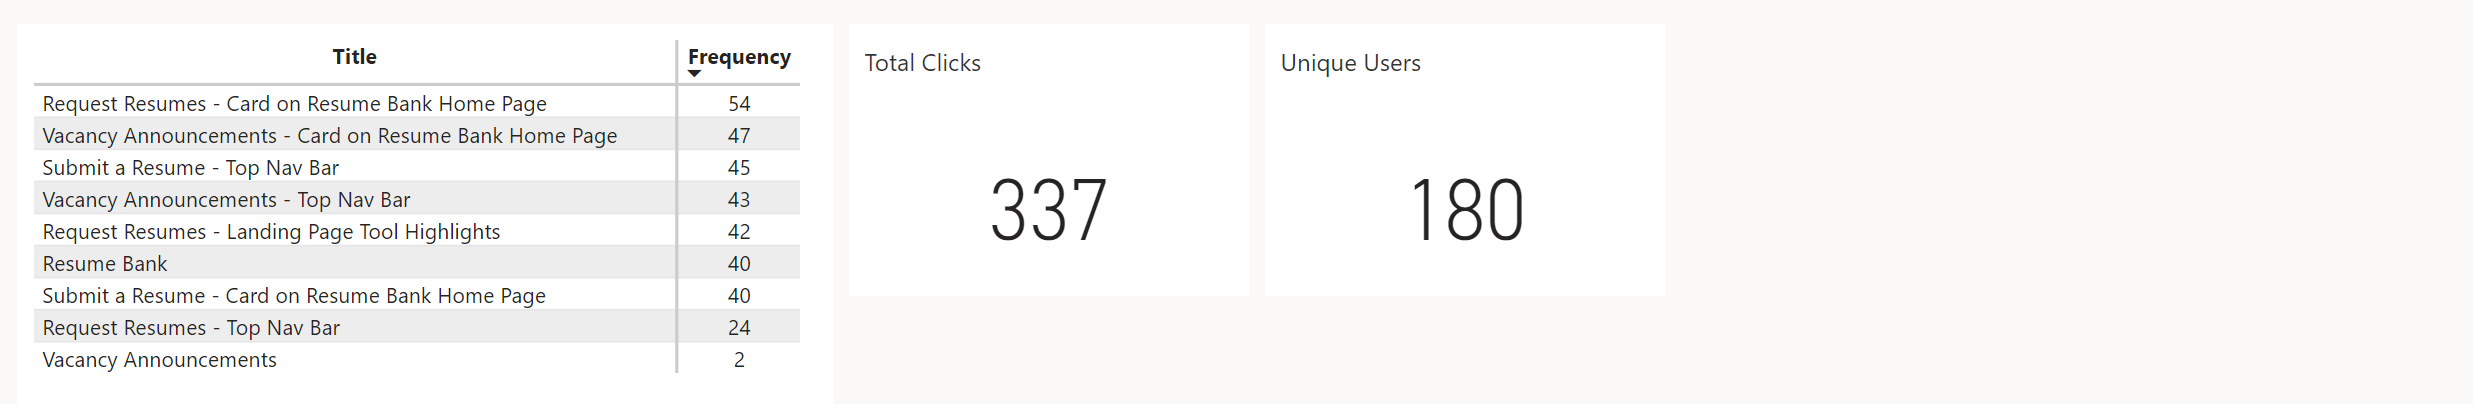 Title Frequency
Request Resumes - Card on Resume Bank Home Page 54
Vacancy Announcements - Card on Resume Bank Home Page 47
Submit a Resume - Top Nav Bar 45
Vacancy Announcements - Top Nav Bar 43
Request Resumes - Landing Page Tool Highlights 42
Resume Bank 40
Submit a Resume - Card on Resume Bank Home Page 40
Request Resumes - Top Nav Bar 24
Vacancy Announcements 2
Total Clicks
337
Unique Users
180